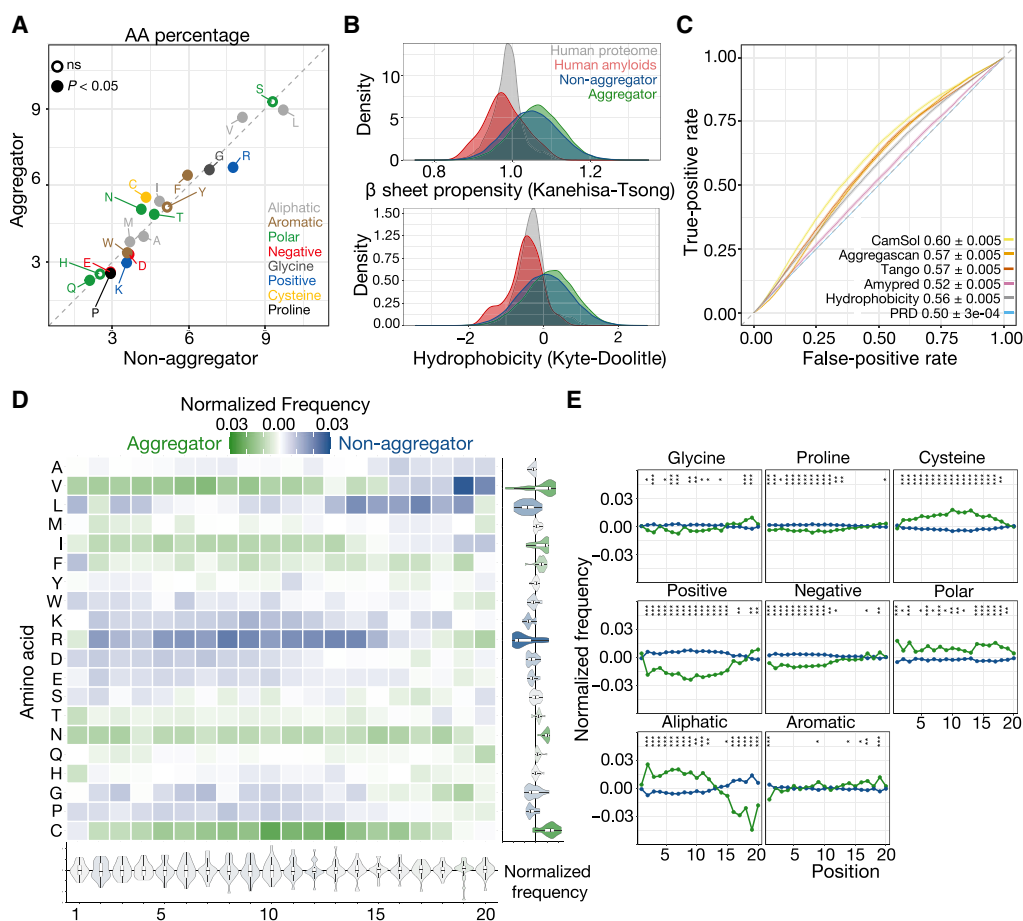 A
AA percentage
ns
P < 0.05
S
V
L
G
R
F
Y
C
I
N
T
M
A
W
H
E
D
Q
P
K
Aliphatic
Aromatic
Polar
Negative
Glycine
Positive
Cysteine
Proline
9
6
3
Aggregator
3
6
9
Non-aggregator
B
Human proteome
Human amyloids
Non-aggregator
Aggregator
10
5
0
Density
1.0
1.2
β sheet propensity (Kanehisa-Tsong)
1.50
1.25
0.75
0.50
0.25
0.00
Density
−2
0
2
Hydrophobicity (Kyte-Doolitle)
C
1.00
0.75
0.50
0.25
0.00
True-positive rate
CamSol 0.60 ± 0.005
Aggregascan 0.57 ± 0.005
Tango 0.57 ± 0.005
Amypred 0.52 ± 0.005
Hydrophobicity 0.56 ± 0.005
PRD 0.50 ± 3e-04
0.00
0.25
0.50
0.75
1.00
False-positive rate
D
Normalized Frequency
0.03 0.00 0.03
Aggregator
Non-aggregator
A
V
L
M
I
F
Y
W
K
R
D
E
S
T
N
Q
H
G
P
C
Amino acid
Normalized
frequency
1
5
10
15
20
E
Glycine
Proline
Cysteine
0.03
0.00
−0.03
Positive
Negative
Polar
0.03
0.00
−0.03
Aliphatic
Aromatic
5 10 15 20
0.03
0.00
−0.03
5 10 15 20
5 10 15 20
Normalized frequency
Position